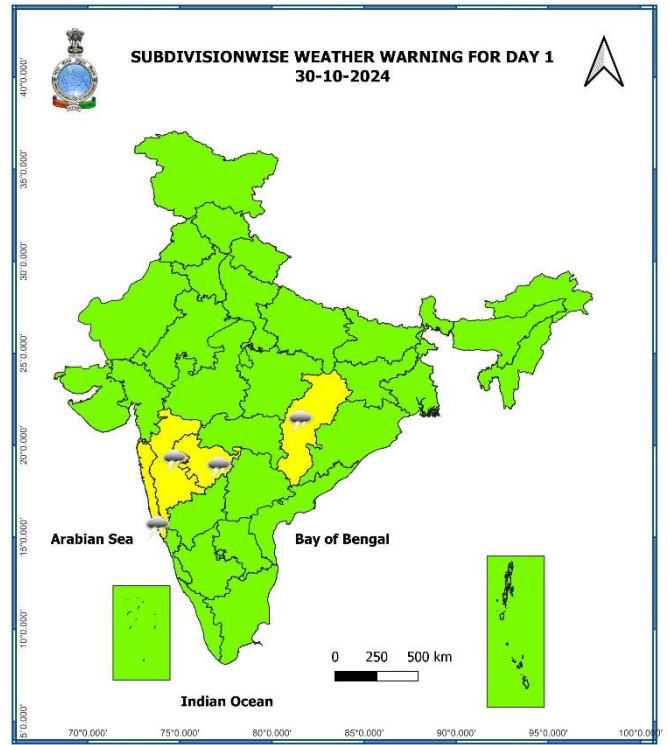 SUBDIVISIONWISE WEATHER WARNING FOR DAY 1
30-10-2024
40°0.000'
35°0.000'
30°0.000'
25°0.000'
20°0.000'
15°0.000'
10°0.000'
5°0.000'
Arabian Sea
Bay of Bengal
0 250 500 km
Indian Ocean
70°0.000' 75°0.000' 80°0.000' 85°0.000' 90°0.000' 95°0.000' 100°0.000'